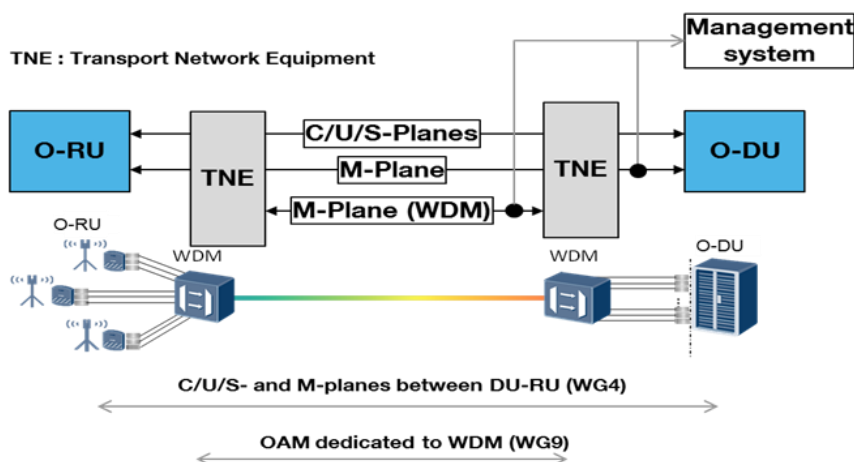 Management
system
TNE : Transport Network Equipment
O-RU
TNE
C/U/S-Planes
M-Plane
M-Plane (WDM)
TNE
O-DU
O-RU
WDM
WDM
O-DU
C/U/S- and M-planes between DU-RU (WG4)
OAM dedicated to WDM (WG9)